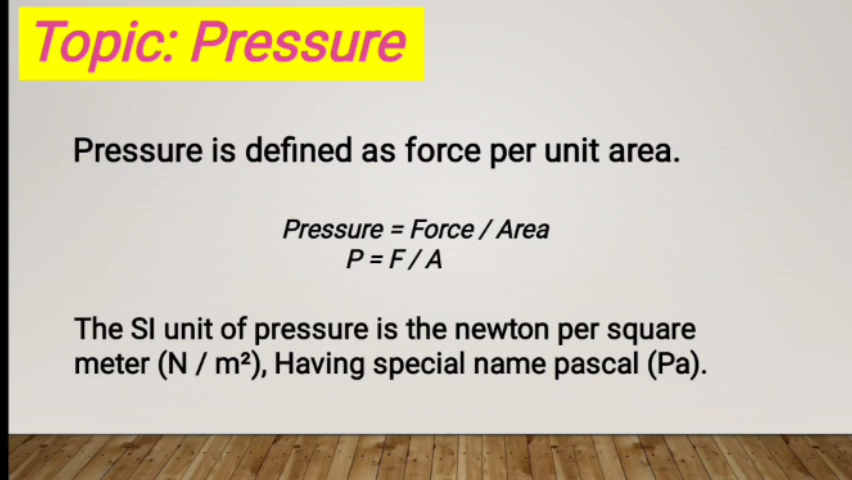 Topic: Pressure
Pressure is defined as force per unit area.
Pressure = Force / Area
P = F / A
The SI unit of pressure is the newton per square
meter (N / m²), Having special name pascal (Pa).